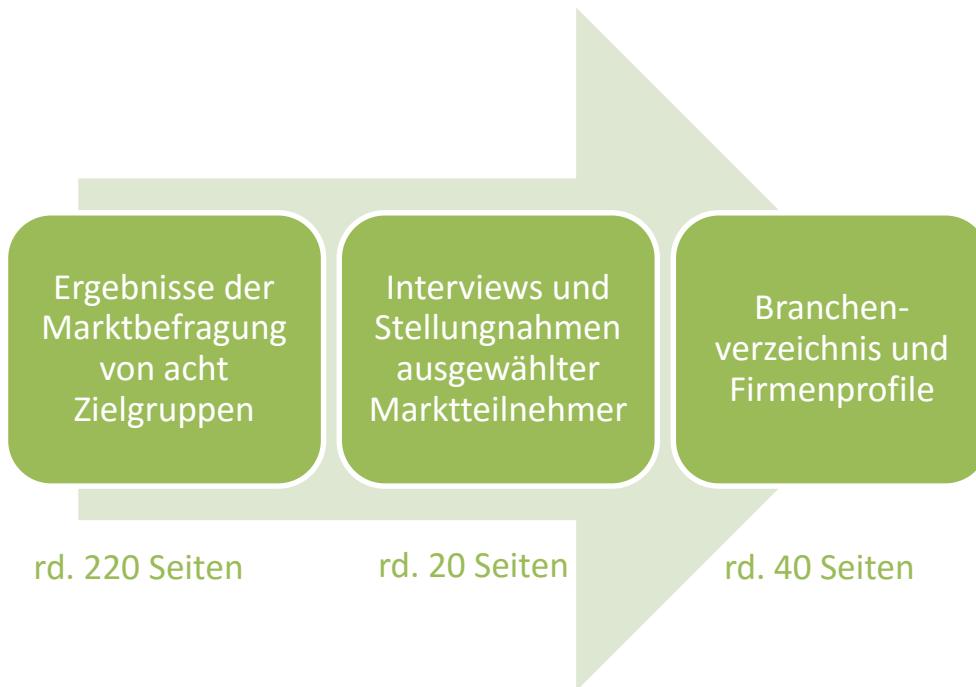 Ergebnisse der
Marktbefragung
von acht
Zielgruppen
Interviews und
Stellungnahmen
ausgewählter
Marktteilnehmer
Branchen-
verzeichnis und
Firmenprofile
rd. 220 Seiten
rd. 20 Seiten
rd. 40 Seiten